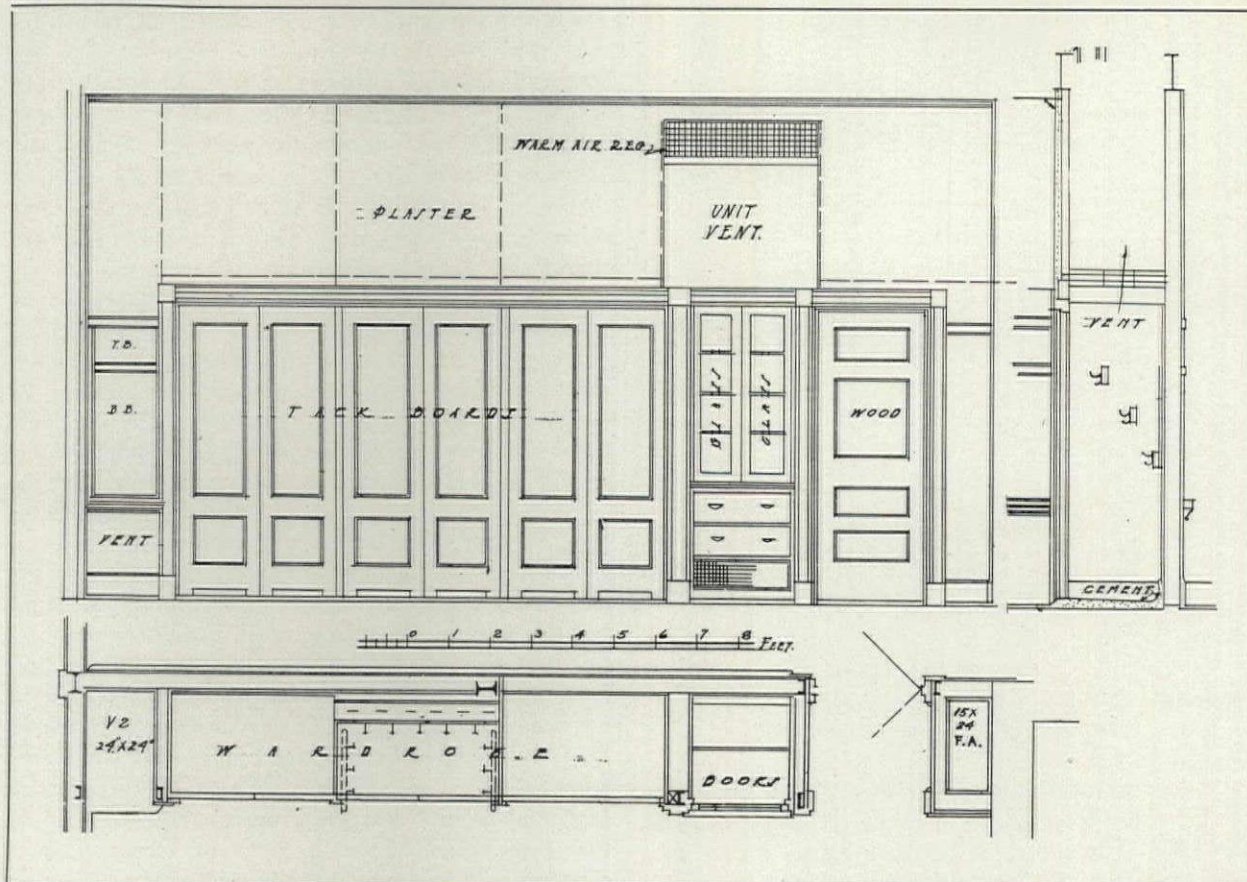 WARM AIR REG.
PLASTER
UNIT
VENT.
VENT
T.B.
B.B.
TACK BOARDS
GLASS
GLASS
WOOD
VENT
CEMENT
0 1 2 3 4 5 6 7 8 FEET.
V2
24"X24"
WARDROBE
BOOKS
15X
24
F.A.